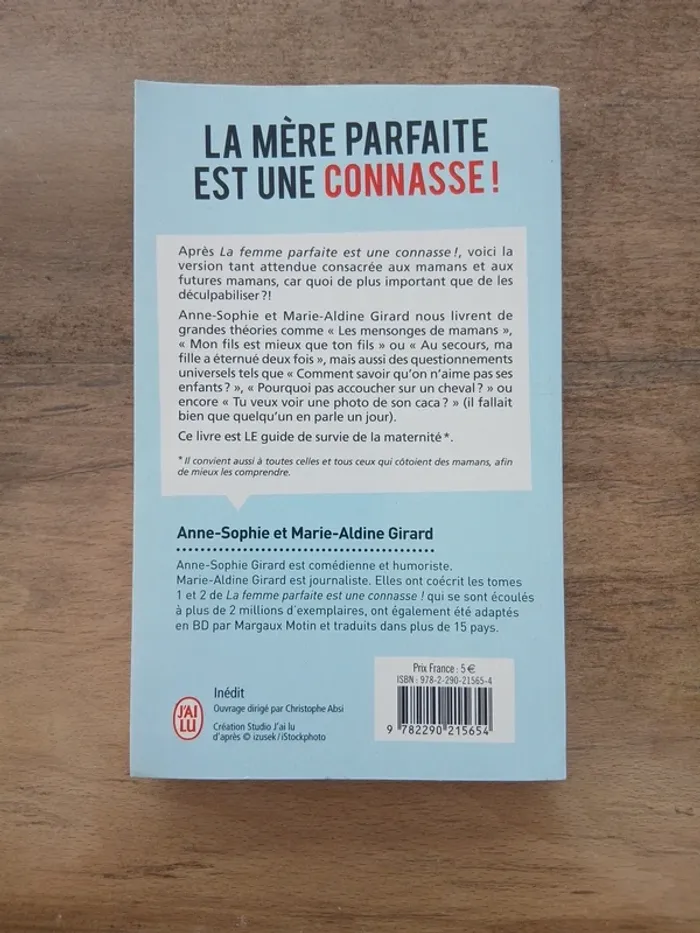 LA MÈRE PARFAITE
EST UNE CONNASSE !
Après La femme parfaite est une connasse !, voici la
version tant attendue consacrée aux mamans et aux
futures mamans, car quoi de plus important que de les
déculpabiliser ?!
Anne-Sophie et Marie-Aldine Girard nous livrent de
grandes théories comme « Les mensonges de mamans »,
« Mon fils est mieux que ton fils » ou « Au secours, ma
fille a éternué deux fois », mais aussi des questionnements
universels tels que « Comment savoir qu'on n'aime pas ses
enfants ? », « Pourquoi pas accoucher sur un cheval ? » ou
encore « Tu veux voir une photo de son caca ? » (il fallait
bien que quelqu'un en parle un jour).
Ce livre est LE guide de survie de la maternité*.
* Il convient aussi à toutes celles et tous ceux qui côtoient des mamans, afin
de mieux les comprendre.
Anne-Sophie et Marie-Aldine Girard
Anne-Sophie Girard est comédienne et humoriste.
Marie-Aldine Girard est journaliste. Elles ont coécrit les tomes
1 et 2 de La femme parfaite est une connasse ! qui se sont écoulés
à plus de 2 millions d'exemplaires, ont également été adaptés
en BD par Margaux Motin et traduits dans plus de 15 pays.
Prix France : 5 €
ISBN : 978-2-290-21565-4
9 782290 215654
J'AI
LU
Inédit
Ouvrage dirigé par Christophe Absi
Création Studio J'ai lu
d'après © izusek / iStockphoto